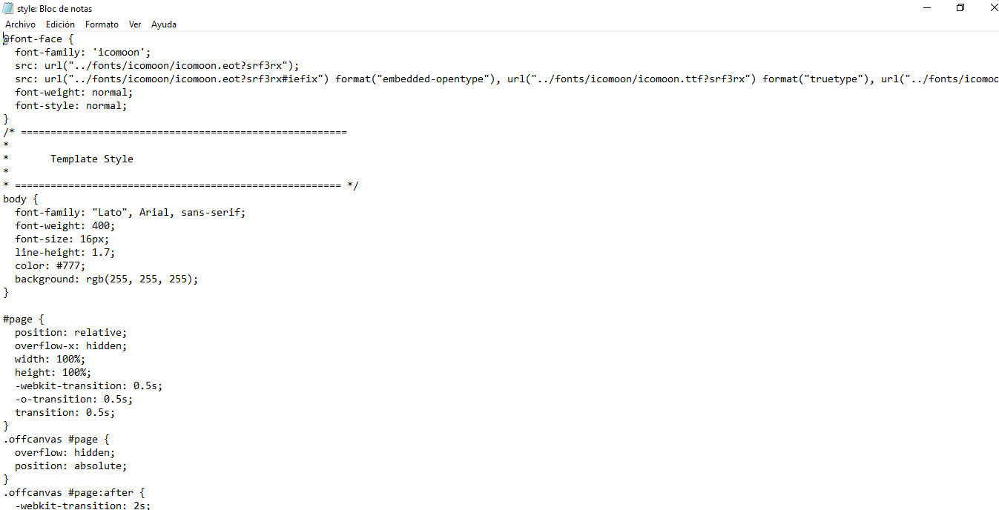 style: Bloc de notas
Archivo Edición Formato Ver Ayuda
@font-face {
  font-family: 'icomoon';
  src: url("../fonts/icomoon/icomoon.eot?srf3rx");
  src: url("../fonts/icomoon/icomoon.eot?srf3rx#iefix") format("embedded-opentype"), url("../fonts/icomoon/icomoon.ttf?srf3rx") format("truetype"), url("../fonts/icomoo
  font-weight: normal;
  font-style: normal;
}
/* =======================================================
*
*       Template Style
*
* ======================================================= */
body {
  font-family: "Lato", Arial, sans-serif;
  font-weight: 400;
  font-size: 16px;
  line-height: 1.7;
  color: #777;
  background: rgb(255, 255, 255);
}

#page {
  position: relative;
  overflow-x: hidden;
  width: 100%;
  height: 100%;
  -webkit-transition: 0.5s;
  -o-transition: 0.5s;
  transition: 0.5s;
}
.offcanvas #page {
  overflow: hidden;
  position: absolute;
}
.offcanvas #page:after {
  -webkit-transition: 2s;